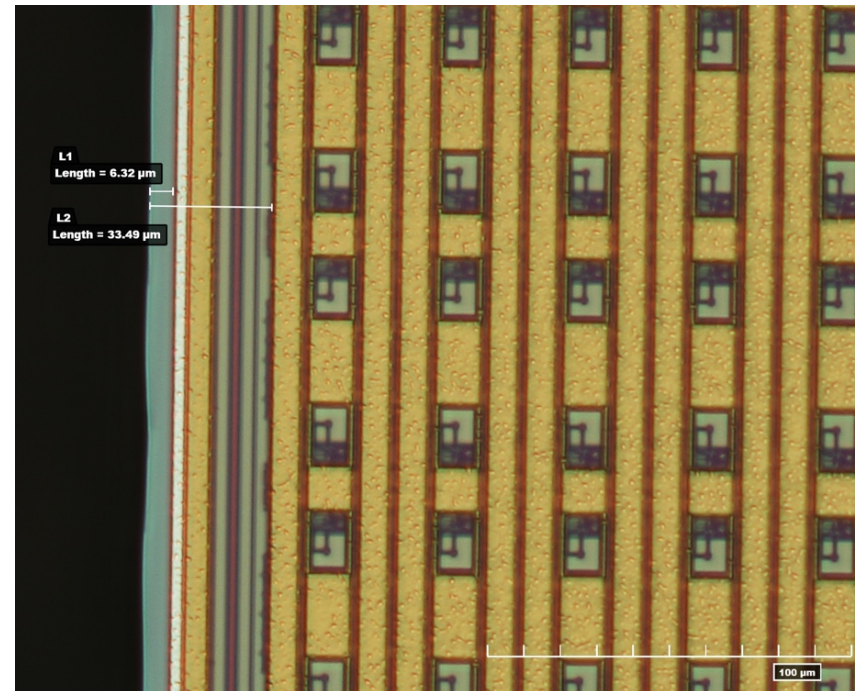 L1
Length = 6.32 µm
L2
Length = 33.49 µm
100 µm